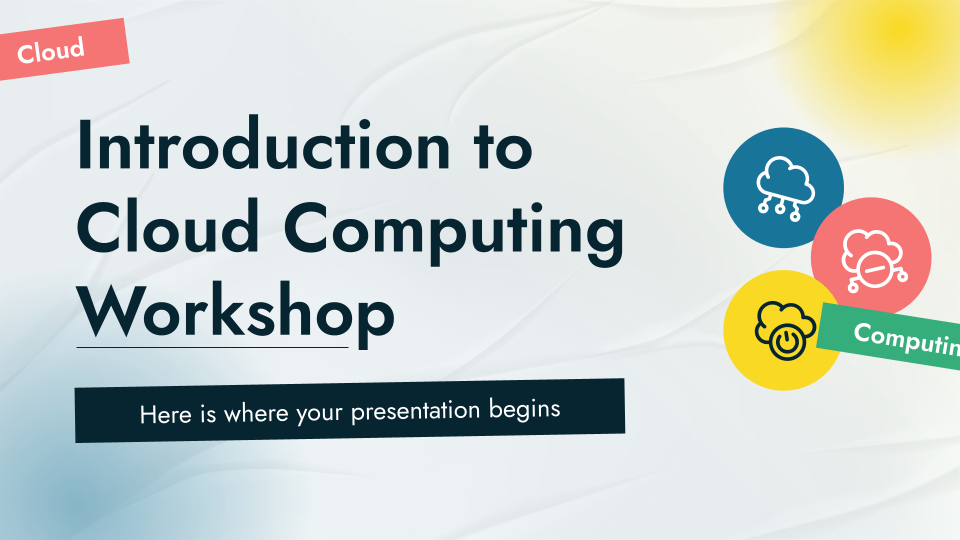 Cloud
Introduction to
Cloud Computing
Workshop
Here is where your presentation begins
Computin